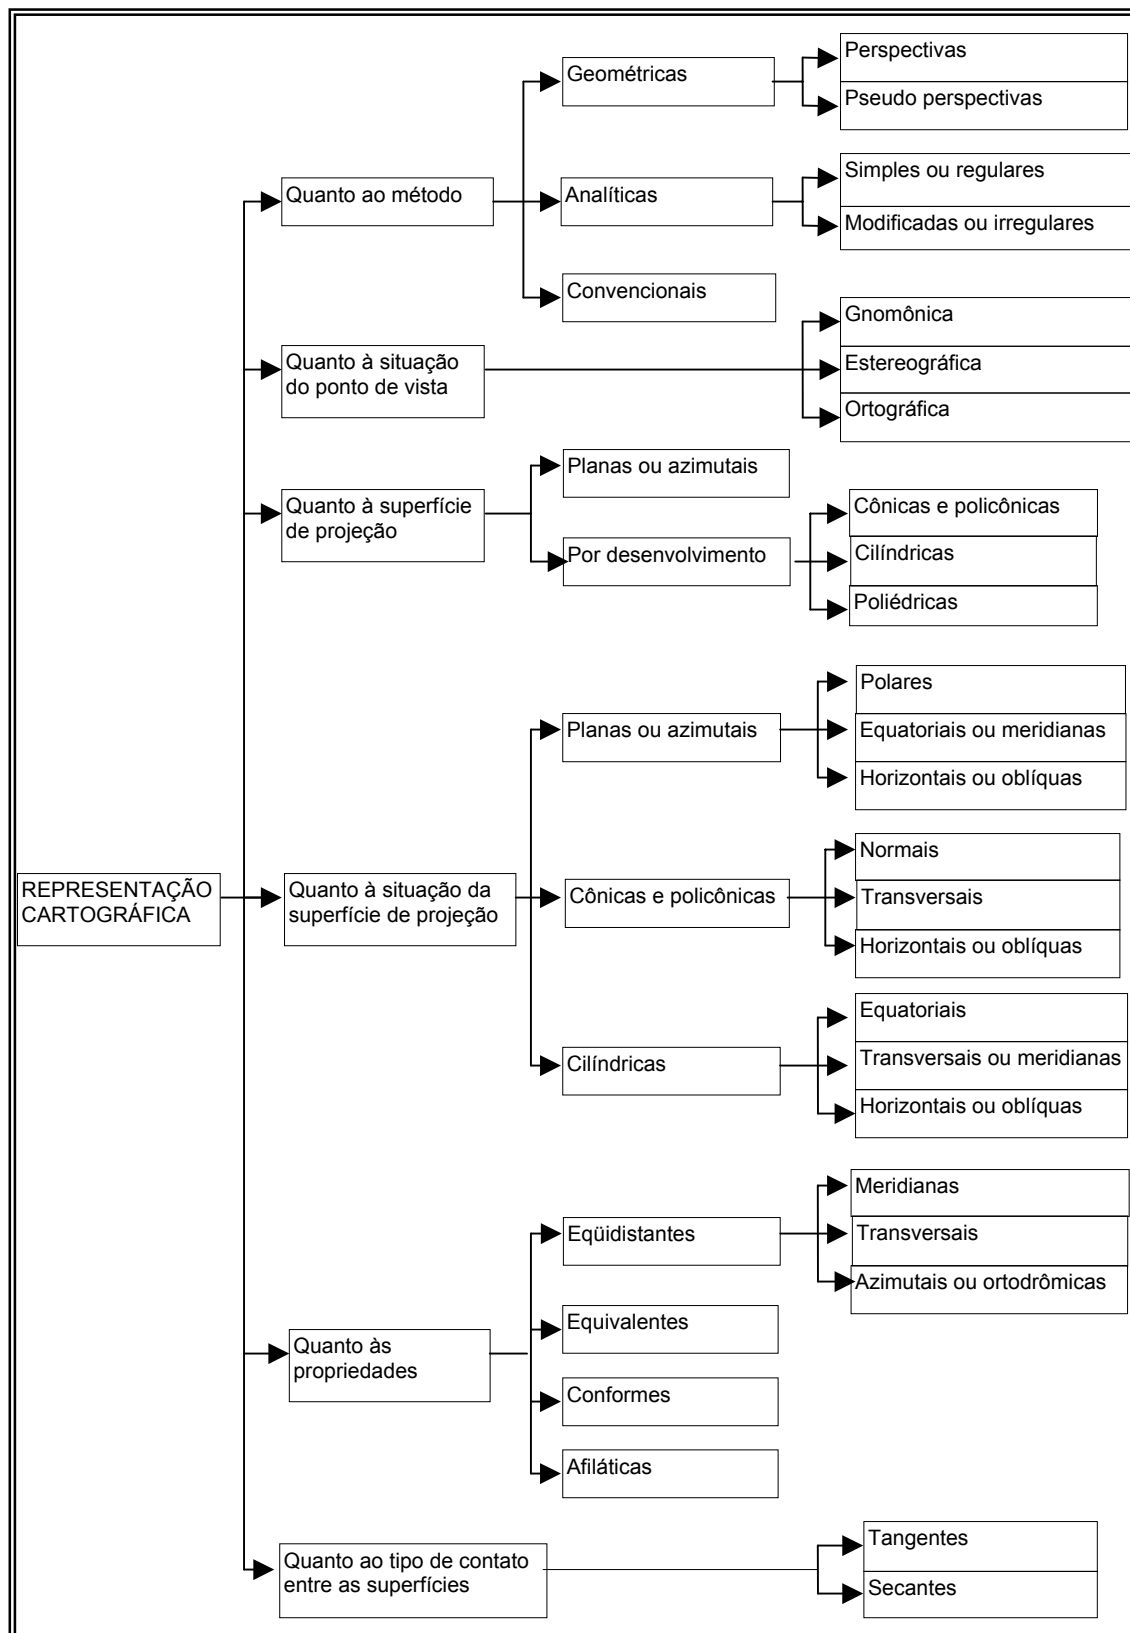 Geométricas
Perspectivas
Pseudo perspectivas
Quanto ao método
Analíticas
Simples ou regulares
Modificadas ou irregulares
Convencionais
Quanto à situação
do ponto de vista
Gnomônica
Estereográfica
Ortográfica
Quanto à superfície
de projeção
Planas ou azimutais
Por desenvolvimento
Cônicas e policônicas
Cilíndricas
Poliédricas
REPRESENTAÇÃO
CARTOGRÁFICA
Quanto à situação da
superfície de projeção
Planas ou azimutais
Polares
Equatoriais ou meridianas
Horizontais ou oblíquas
Cônicas e policônicas
Normais
Transversais
Horizontais ou oblíquas
Cilíndricas
Equatoriais
Transversais ou meridianas
Horizontais ou oblíquas
Quanto às
propriedades
Eqüidistantes
Meridianas
Transversais
Azimutais ou ortodrômicas
Equivalentes
Conformes
Afiláticas
Quanto ao tipo de contato
entre as superfícies
Tangentes
Secantes